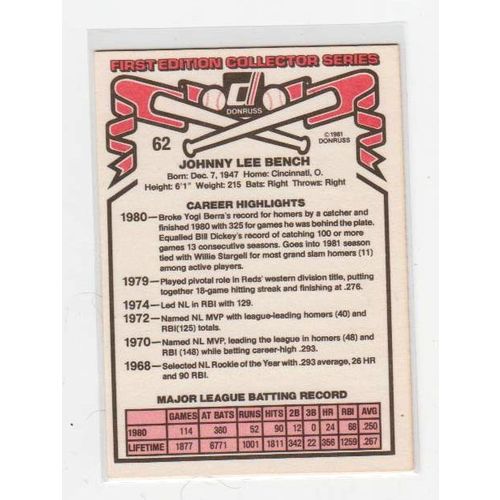 FIRST EDITION COLLECTOR SERIES
DONRUSS
62
©1981
DONRUSS
JOHNNY LEE BENCH
Born: Dec. 7, 1947 Home: Cincinnati, O.
Height: 6'1" Weight: 215 Bats: Right Throws: Right
CAREER HIGHLIGHTS
1980—Broke Yogi Berra's record for homers by a catcher and
finished 1980 with 325 for games he was behind the plate.
Equalled Bill Dickey's record of catching 100 or more
games 13 consecutive seasons. Goes into 1981 season
tied with Willie Stargell for most grand slam homers (11)
among active players.
1979—Played pivotal role in Reds' western division title, putting
together 18-game hitting streak and finishing at .276.
1974—Led NL in RBI with 129.
1972—Named NL MVP with league-leading homers (40) and
RBI(125) totals.
1970—Named NL MVP, leading the league in homers (48) and
RBI (148) while batting career-high .293.
1968—Selected NL Rookie of the Year with .293 average, 26 HR
and 90 RBI.
MAJOR LEAGUE BATTING RECORD
GAMES AT BATS RUNS HITS 2B 3B HR RBI AVG
1980 114 360 52 90 12 0 24 68 .250
LIFETIME 1877 6771 1001 1811 342 22 356 1259 .267